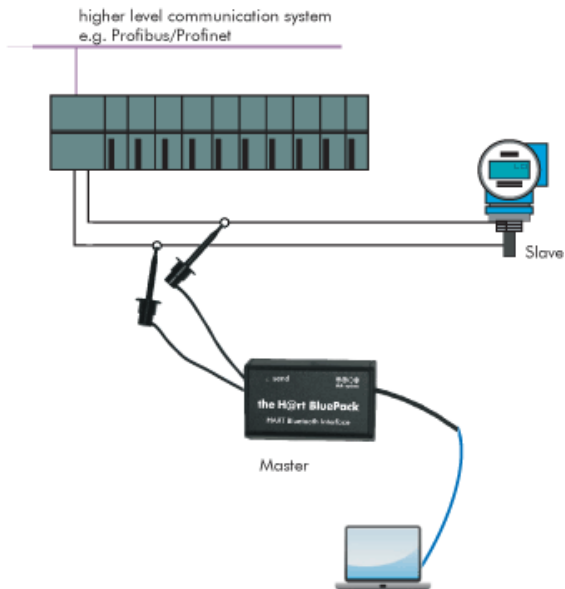 higher level communication system
e.g. Profibus/Profinet
Slave
send
the H@rt BluePack
HART Bluetooth Interface
Master